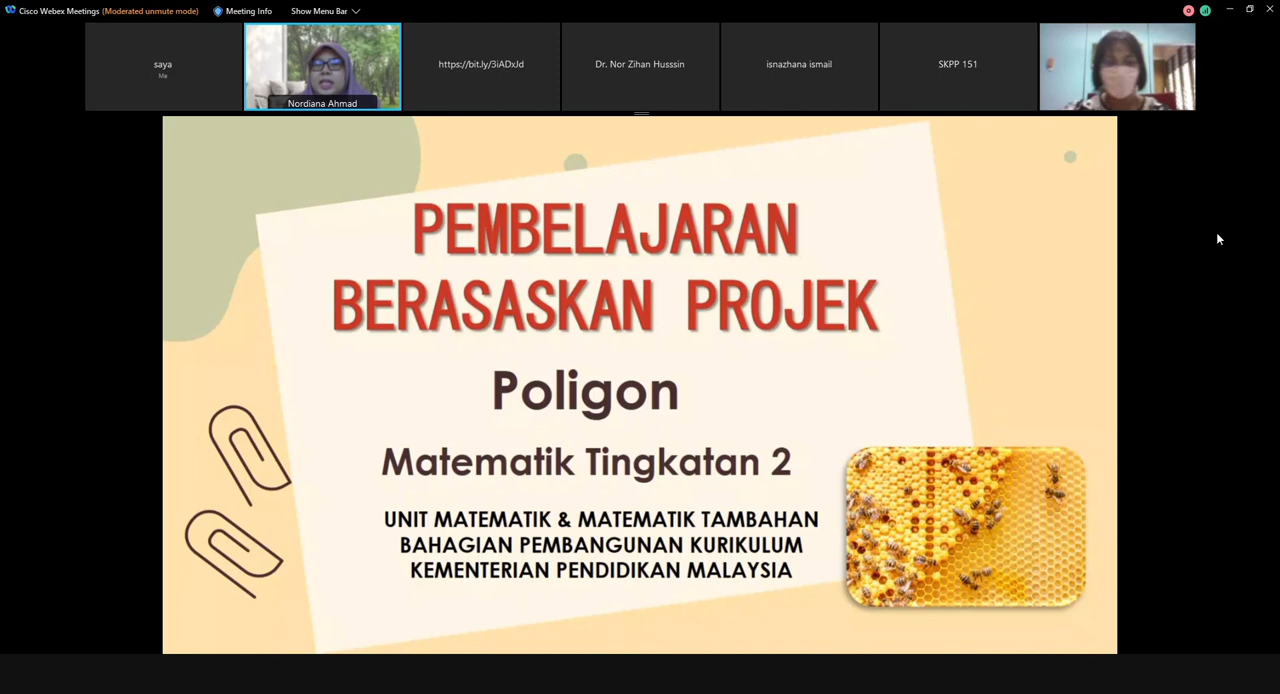 Cisco Webex Meetings (Moderated unmute mode) Meeting Info Show Menu Bar
saya
Me
Nordiana Ahmad
https://bit.ly/3iADxJd
Dr. Nor Zihan Husssin
isnazhana ismail
SKPP 151
PEMBELAJARAN
BERASASKAN PROJEK
Poligon
Matematik Tingkatan 2
UNIT MATEMATIK & MATEMATIK TAMBAHAN
BAHAGIAN PEMBANGUNAN KURIKULUM
KEMENTERIAN PENDIDIKAN MALAYSIA